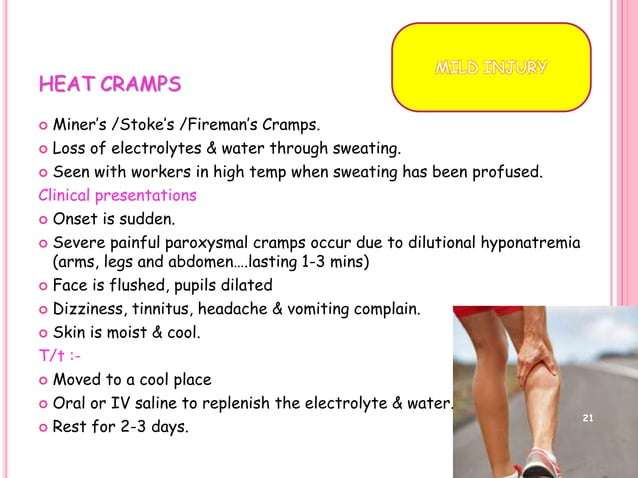 MILD INJURY
HEAT CRAMPS
Miner's /Stoke's /Fireman's Cramps.
Loss of electrolytes & water through sweating.
Seen with workers in high temp when sweating has been profused.
Clinical presentations
Onset is sudden.
Severe painful paroxysmal cramps occur due to dilutional hyponatremia
(arms, legs and abdomen....lasting 1-3 mins)
Face is flushed, pupils dilated
Dizziness, tinnitus, headache & vomiting complain.
Skin is moist & cool.
T/t :-
Moved to a cool place
Oral or IV saline to replenish the electrolyte & water.
Rest for 2-3 days.
21